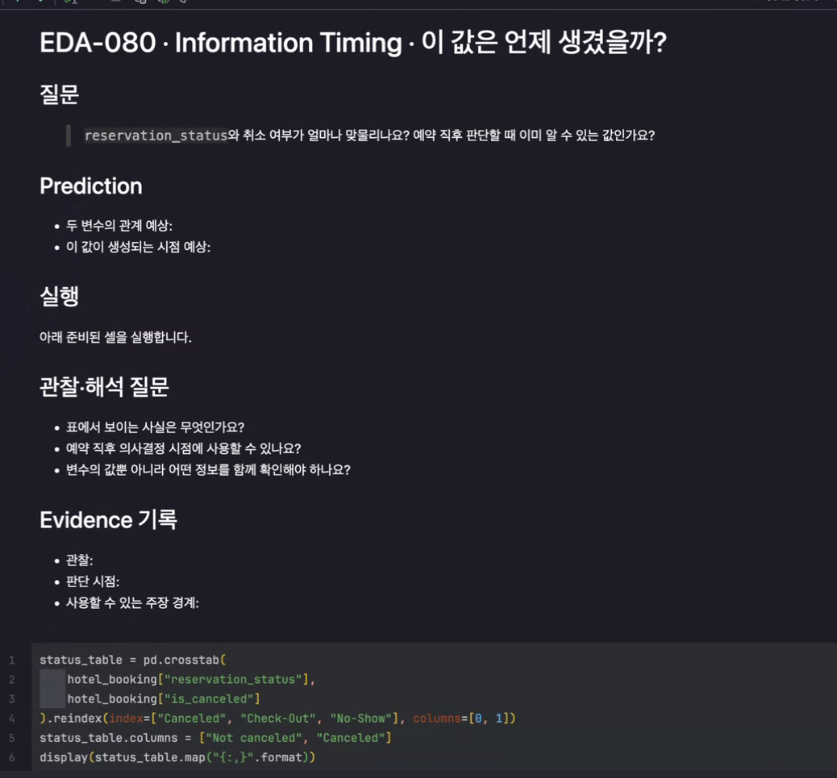 EDA-080 · Information Timing · 이 값은 언제 생겼을까?
질문
reservation_status와 취소 여부가 얼마나 맞물리나요? 예약 직후 판단할 때 이미 알 수 있는 값인가요?
Prediction
• 두 변수의 관계 예상:
• 이 값이 생성되는 시점 예상:
실행
아래 준비된 셀을 실행합니다.
관찰·해석 질문
• 표에서 보이는 사실은 무엇인가요?
• 예약 직후 의사결정 시점에 사용할 수 있나요?
• 변수의 값뿐 아니라 어떤 정보를 함께 확인해야 하나요?
Evidence 기록
• 관찰:
• 판단 시점:
• 사용할 수 있는 주장 경계:
1 status_table = pd.crosstab(
2     hotel_booking["reservation_status"],
3     hotel_booking["is_canceled"]
4 ).reindex(index=["Canceled", "Check-Out", "No-Show"], columns=[0, 1])
5 status_table.columns = ["Not canceled", "Canceled"]
6 display(status_table.map("{:,}".format))